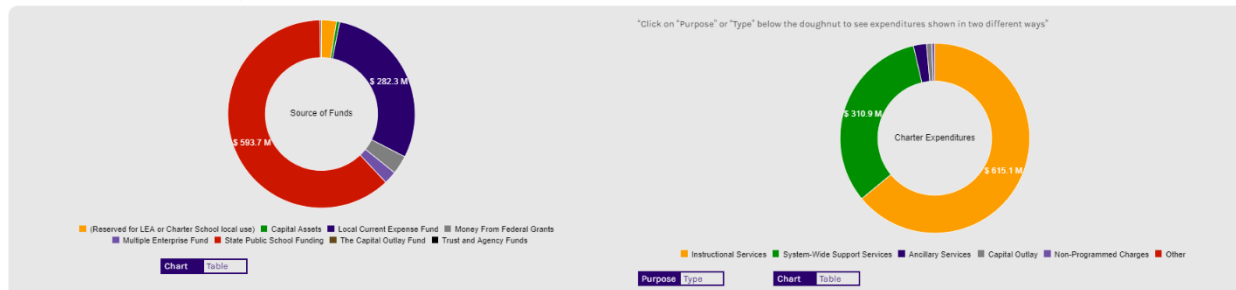 "Click on "Purpose" or "Type" below the doughnut to see expenditures shown in two different ways"
$ 282.3 M
Source of Funds
$ 593.7 M
(Reserved for LEA or Charter School local use) Capital Assets Local Current Expense Fund Money From Federal Grants
Multiple Enterprise Fund State Public School Funding The Capital Outlay Fund Trust and Agency Funds
Chart Table
$ 310.9 M
Charter Expenditures
$ 615.1 M
Instructional Services System-Wide Support Services Ancillary Services Capital Outlay Non-Programmed Charges Other
Purpose Type Chart Table